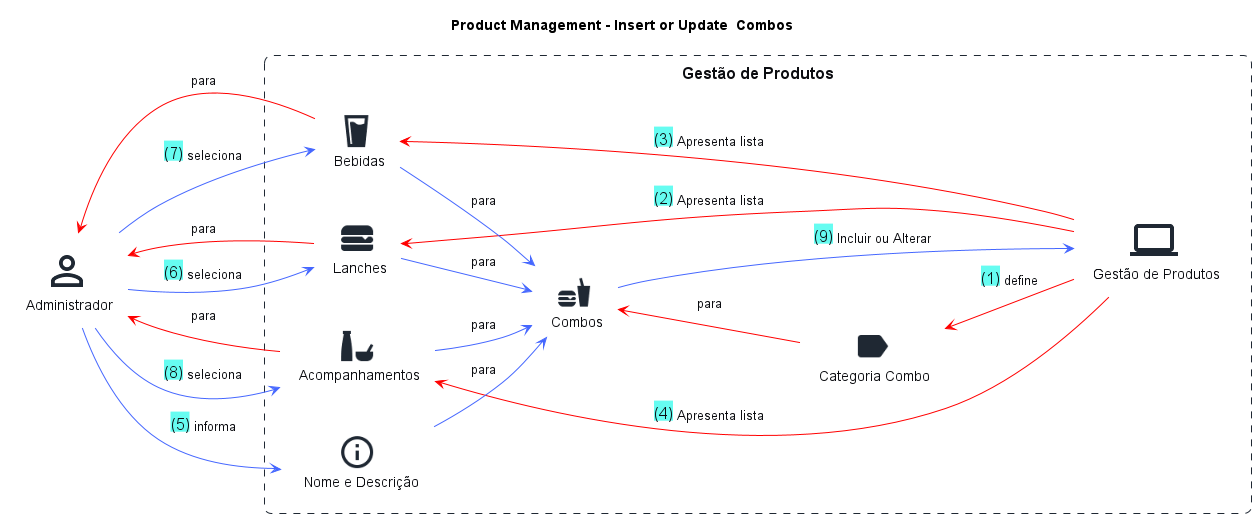 Product Management - Insert or Update Combos
Gestão de Produtos
para
(7) seleciona
Bebidas
(3) Apresenta lista
para
(2) Apresenta lista
para
(6) seleciona
Lanches
para
(9) Incluir ou Alterar
Gestão de Produtos
(1) define
Administrador
para
Combos
para
para
Acompanhamentos
(8) seleciona
para
Categoria Combo
(4) Apresenta lista
(5) informa
Nome e Descrição